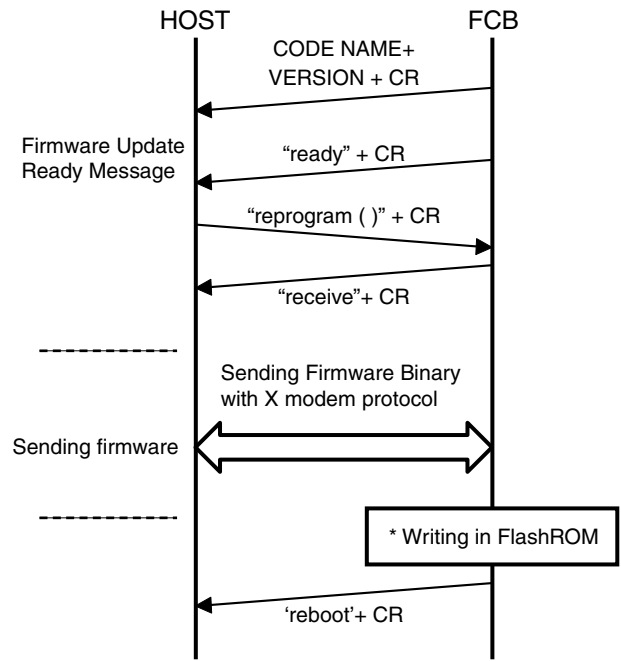 HOST
FCB
CODE NAME+
VERSION + CR
Firmware Update
Ready Message
“ready” + CR
“reprogram ( )” + CR
“receive”+ CR
Sending Firmware Binary
with X modem protocol
Sending firmware
* Writing in FlashROM
‘reboot’+ CR